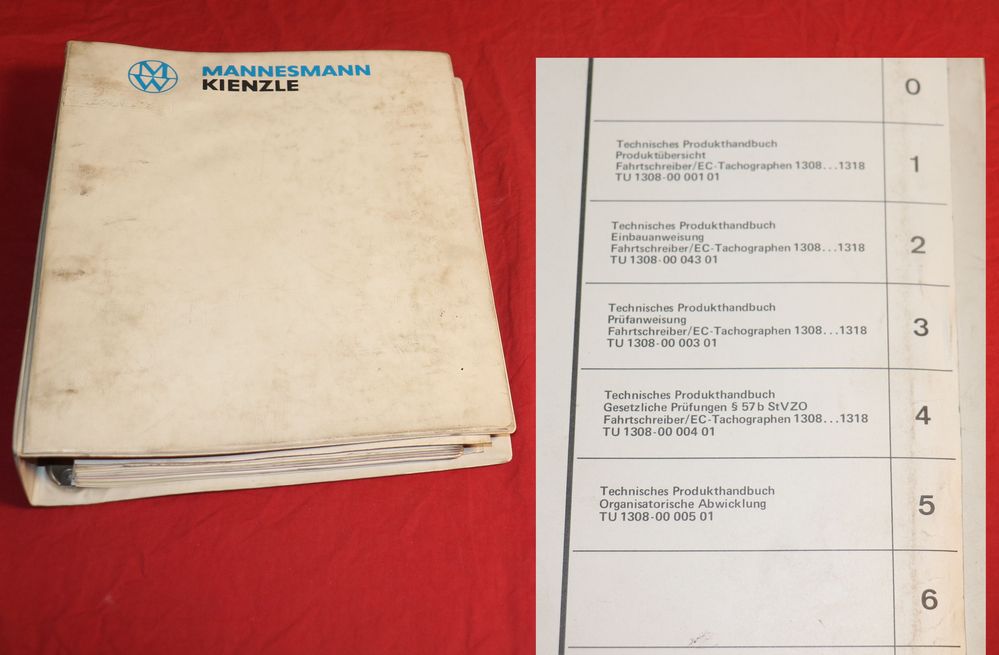 MW
MANNESMANN
KIENZLE
0
Technisches Produkthandbuch
Produktübersicht
Fahrtschreiber/EC-Tachographen 1308...1318
TU 1308-00 001 01
1
Technisches Produkthandbuch
Einbauanweisung
Fahrtschreiber/EC-Tachographen 1308...1318
TU 1308-00 043 01
2
Technisches Produkthandbuch
Prüfanweisung
Fahrtschreiber/EC-Tachographen 1308...1318
TU 1308-00 003 01
3
Technisches Produkthandbuch
Gesetzliche Prüfungen § 57 b StVZO
Fahrtschreiber/EC-Tachographen 1308...1318
TU 1308-00 004 01
4
Technisches Produkthandbuch
Organisatorische Abwicklung
TU 1308-00 005 01
5
6